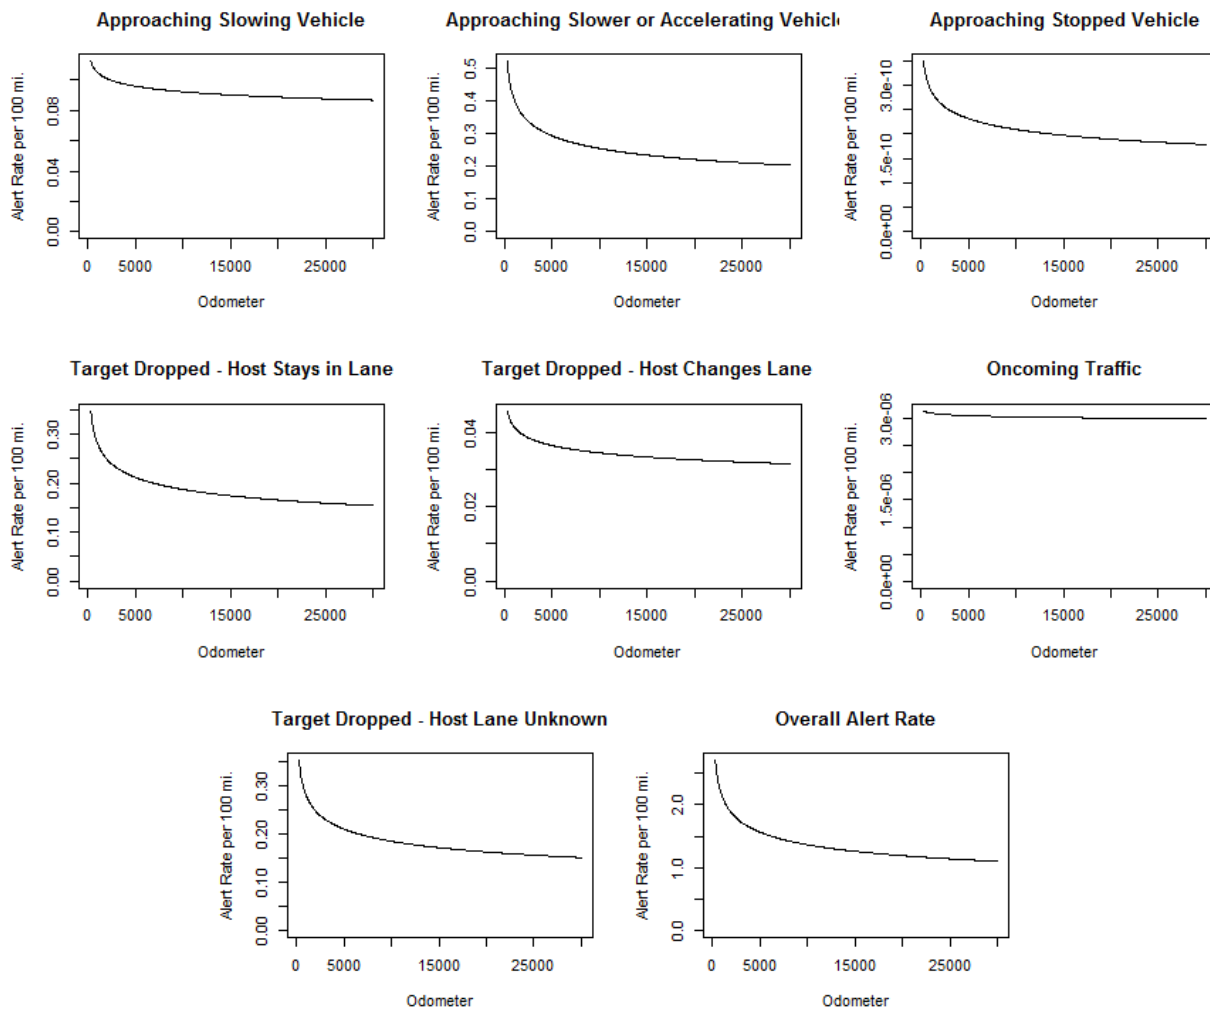 Approaching Slowing Vehicle
Approaching Slower or Accelerating Vehicl
Approaching Stopped Vehicle
Alert Rate per 100 mi.
0.00 0.04 0.08
0 5000 15000 25000
Odometer
Alert Rate per 100 mi.
0.0 0.1 0.2 0.3 0.4 0.5
0 5000 15000 25000
Odometer
Alert Rate per 100 mi.
0.0e+00 1.5e-10 3.0e-10
0 5000 15000 25000
Odometer
Target Dropped - Host Stays in Lane
Target Dropped - Host Changes Lane
Oncoming Traffic
Alert Rate per 100 mi.
0.00 0.10 0.20 0.30
0 5000 15000 25000
Odometer
Alert Rate per 100 mi.
0.00 0.02 0.04
0 5000 15000 25000
Odometer
Alert Rate per 100 mi.
0.0e+00 1.5e-06 3.0e-06
0 5000 15000 25000
Odometer
Target Dropped - Host Lane Unknown
Overall Alert Rate
Alert Rate per 100 mi.
0.00 0.10 0.20 0.30
0 5000 15000 25000
Odometer
Alert Rate per 100 mi.
0.0 1.0 2.0
0 5000 15000 25000
Odometer